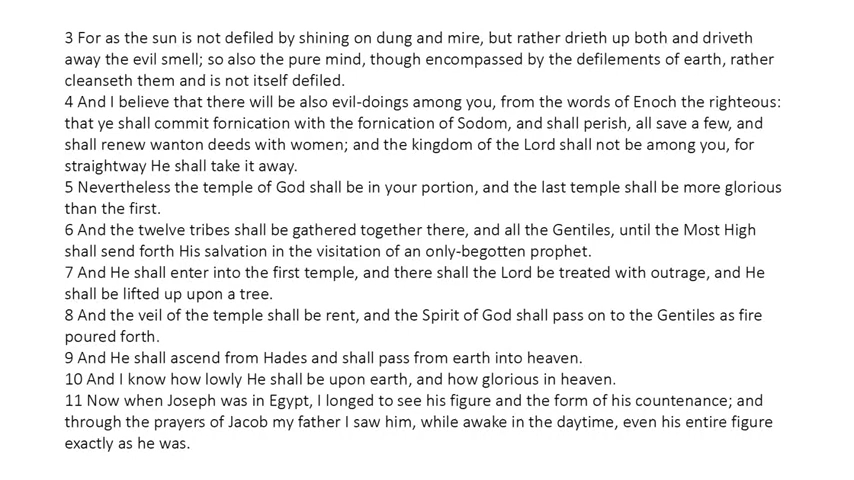 3 For as the sun is not defiled by shining on dung and mire, but rather drieth up both and driveth
away the evil smell; so also the pure mind, though encompassed by the defilements of earth, rather
cleanseth them and is not itself defiled.
4 And I believe that there will be also evil-doings among you, from the words of Enoch the righteous:
that ye shall commit fornication with the fornication of Sodom, and shall perish, all save a few, and
shall renew wanton deeds with women; and the kingdom of the Lord shall not be among you, for
straightway He shall take it away.
5 Nevertheless the temple of God shall be in your portion, and the last temple shall be more glorious
than the first.
6 And the twelve tribes shall be gathered together there, and all the Gentiles, until the Most High
shall send forth His salvation in the visitation of an only-begotten prophet.
7 And He shall enter into the first temple, and there shall the Lord be treated with outrage, and He
shall be lifted up upon a tree.
8 And the veil of the temple shall be rent, and the Spirit of God shall pass on to the Gentiles as fire
poured forth.
9 And He shall ascend from Hades and shall pass from earth into heaven.
10 And I know how lowly He shall be upon earth, and how glorious in heaven.
11 Now when Joseph was in Egypt, I longed to see his figure and the form of his countenance; and
through the prayers of Jacob my father I saw him, while awake in the daytime, even his entire figure
exactly as he was.